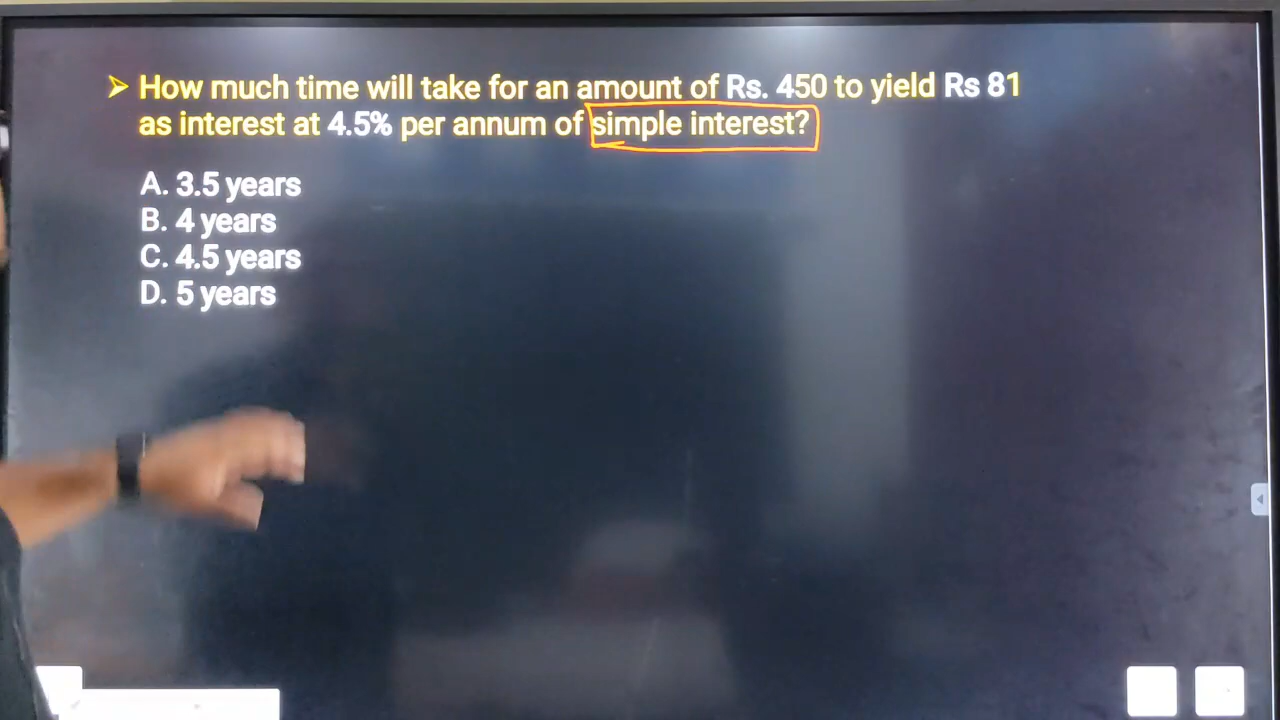 ➢ How much time will take for an amount of Rs. 450 to yield Rs 81
as interest at 4.5% per annum of simple interest?
A. 3.5 years
B. 4 years
C. 4.5 years
D. 5 years